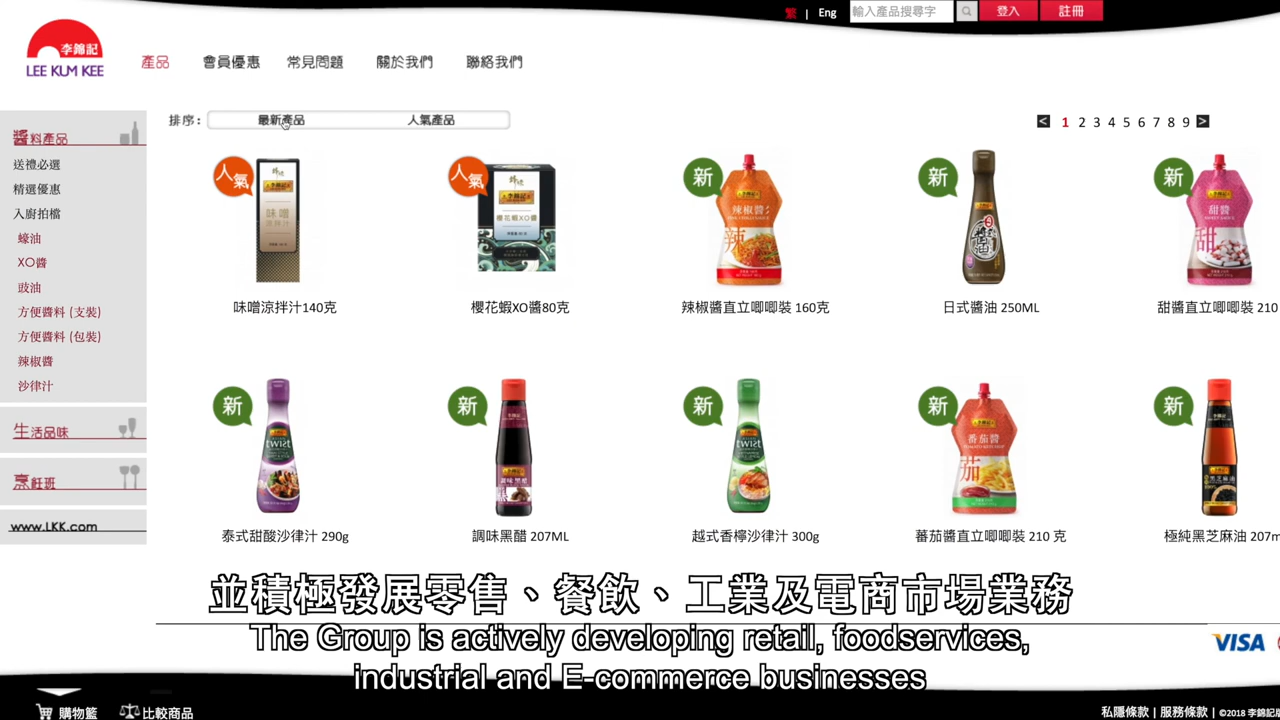 繁 | Eng 輸入產品搜尋字 登入 註冊
李錦記
LEE KUM KEE
產品 會員優惠 常見問題 關於我們 聯絡我們
排序: 最新產品 人氣產品
< 1 2 3 4 5 6 7 8 9 >
醬料產品
送禮必選
精選優惠
入廚拍檔
蠔油
XO醬
豉油
方便醬料 (支裝)
方便醬料 (包裝)
辣椒醬
沙律汁
生活品味
烹飪班
www.LKK.com
人氣 人氣 新 新 新
味噌涼拌汁140克 櫻花蝦XO醬80克 辣椒醬直立唧唧裝 160克 日式醬油 250ML 甜醬直立唧唧裝 210
新 新 新 新 新
泰式甜酸沙律汁 290g 調味黑醋 207ML 越式香檸沙律汁 300g 蕃茄醬直立唧唧裝 210 克 極純黑芝麻油 207m
並積極發展零售、餐飲、工業及電商市場業務
The Group is actively developing retail, foodservices,
industrial and E-commerce businesses
VISA
購物籃 比較商品
私隱條款 | 服務條款 | ©2018 李錦記